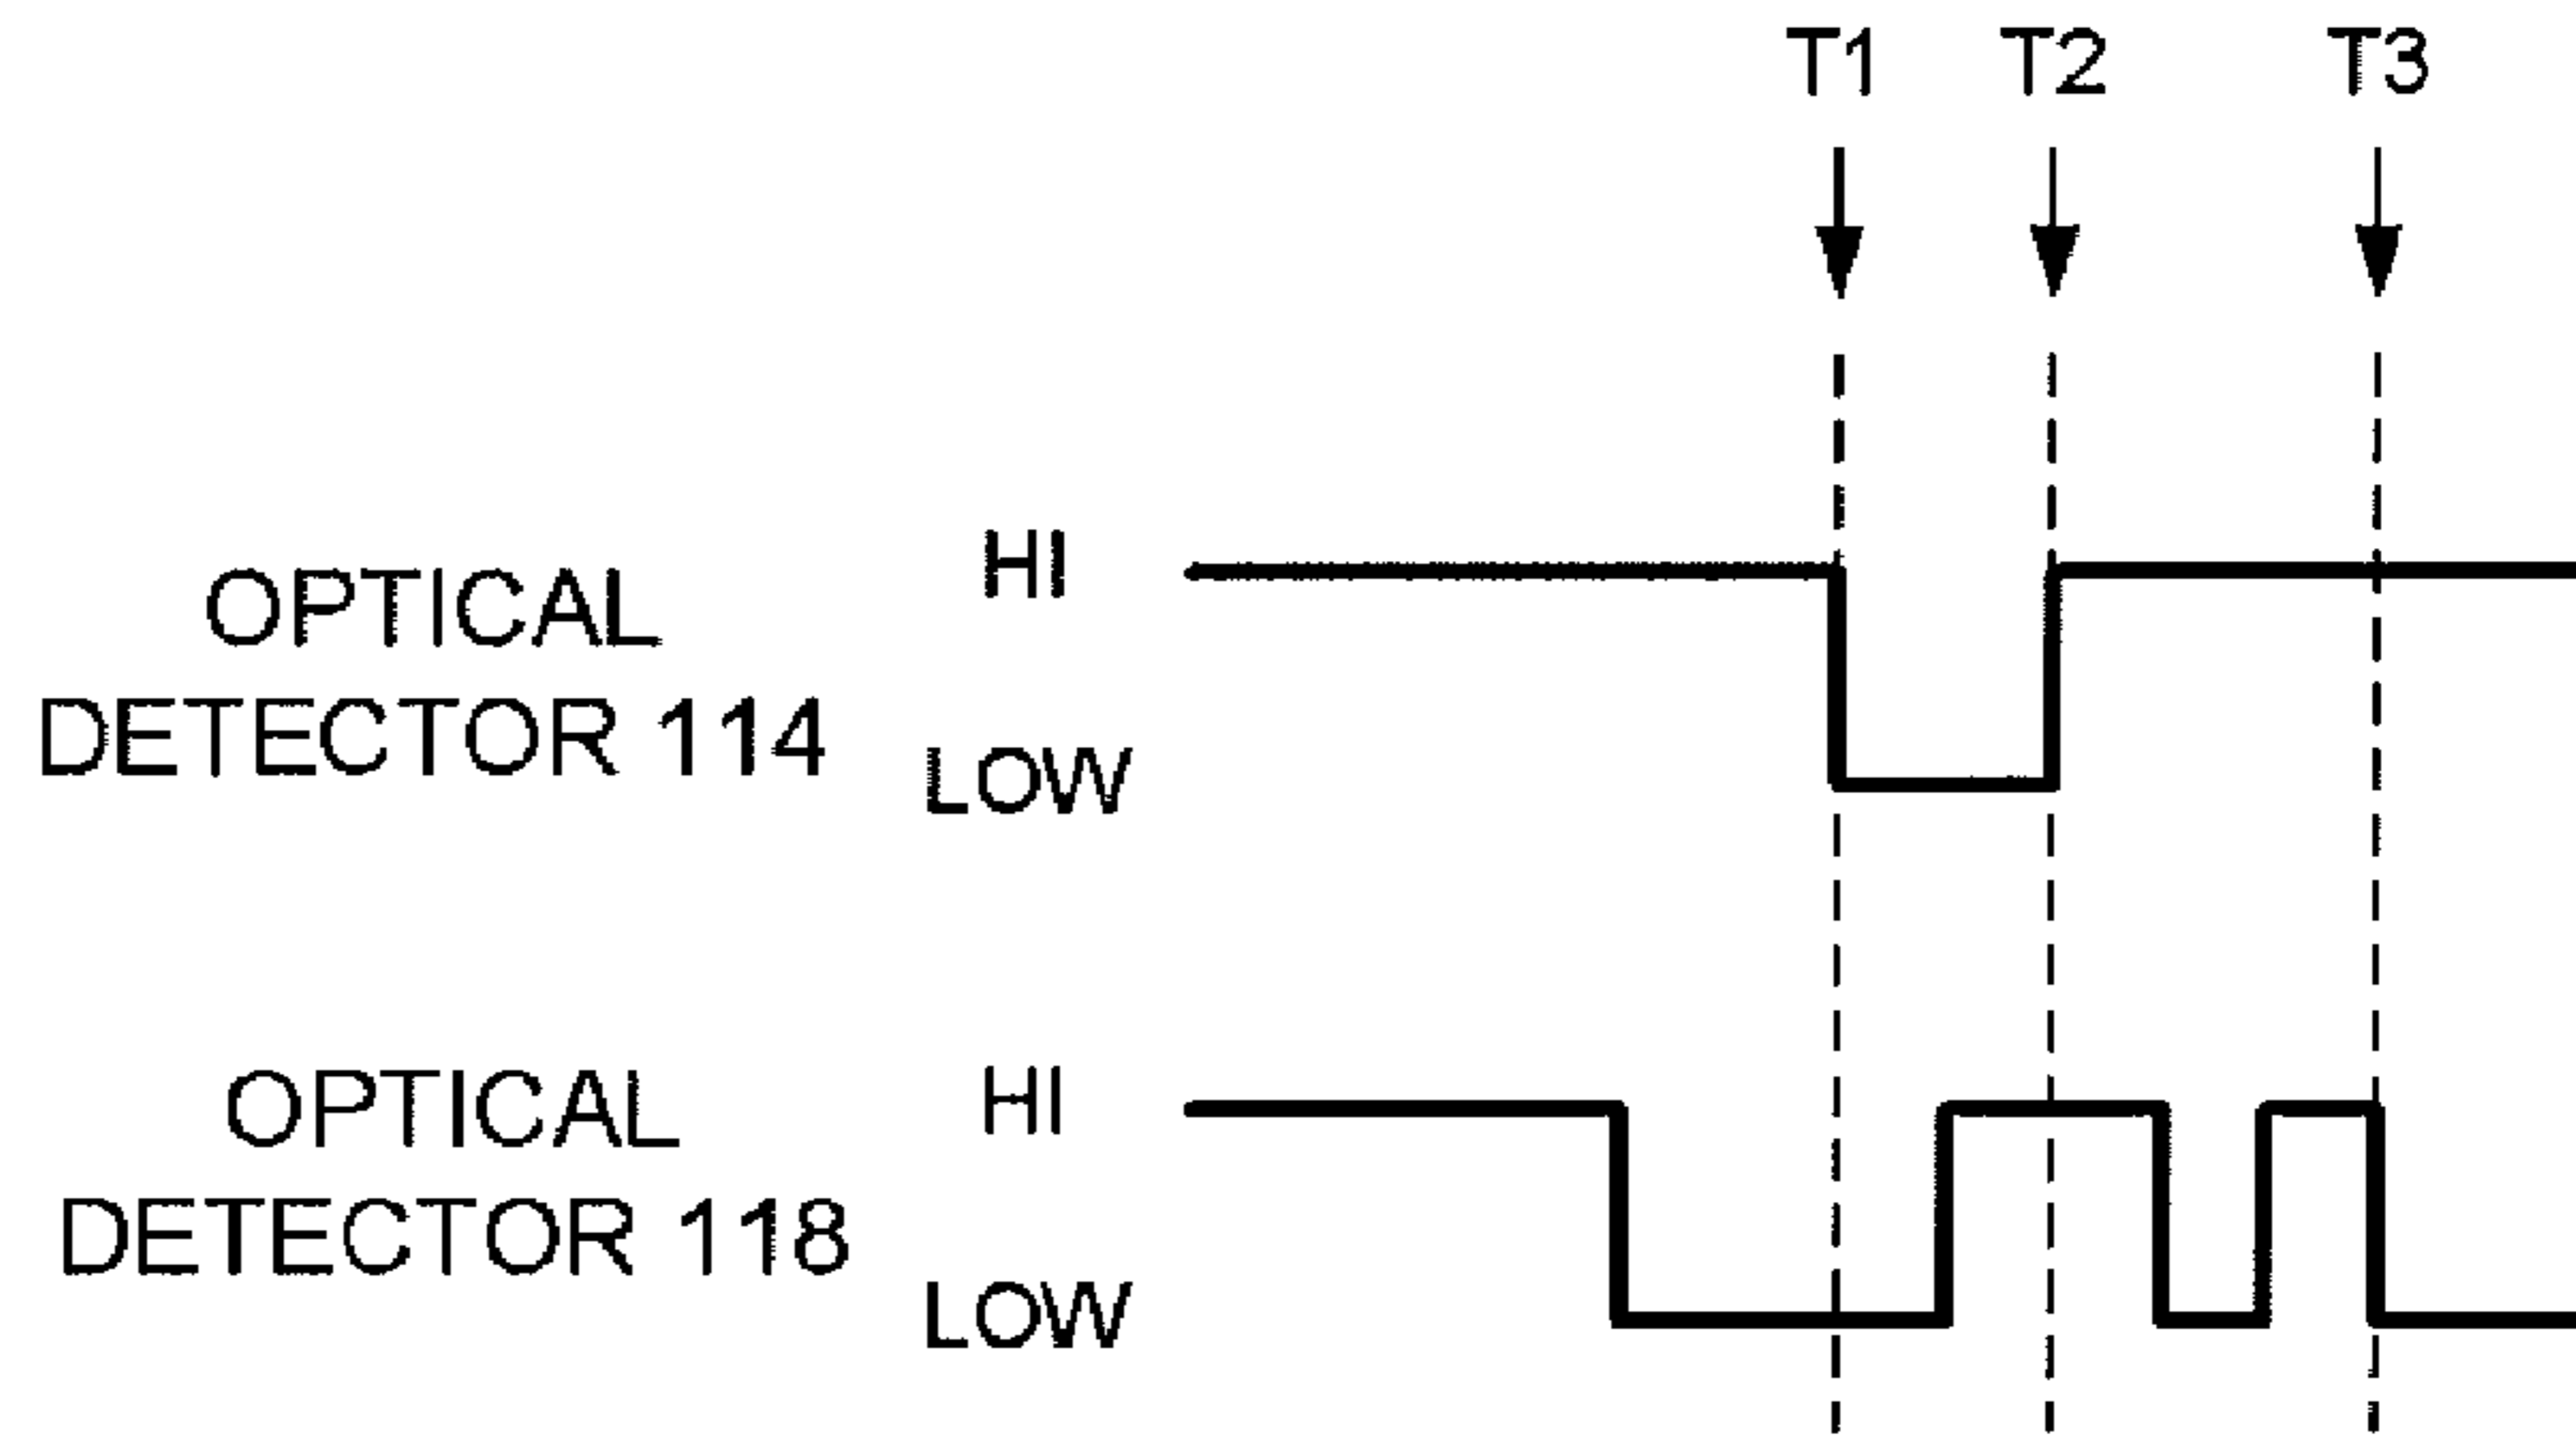 T1 T2 T3
HI
OPTICAL
DETECTOR 114
LOW
HI
OPTICAL
DETECTOR 118
LOW